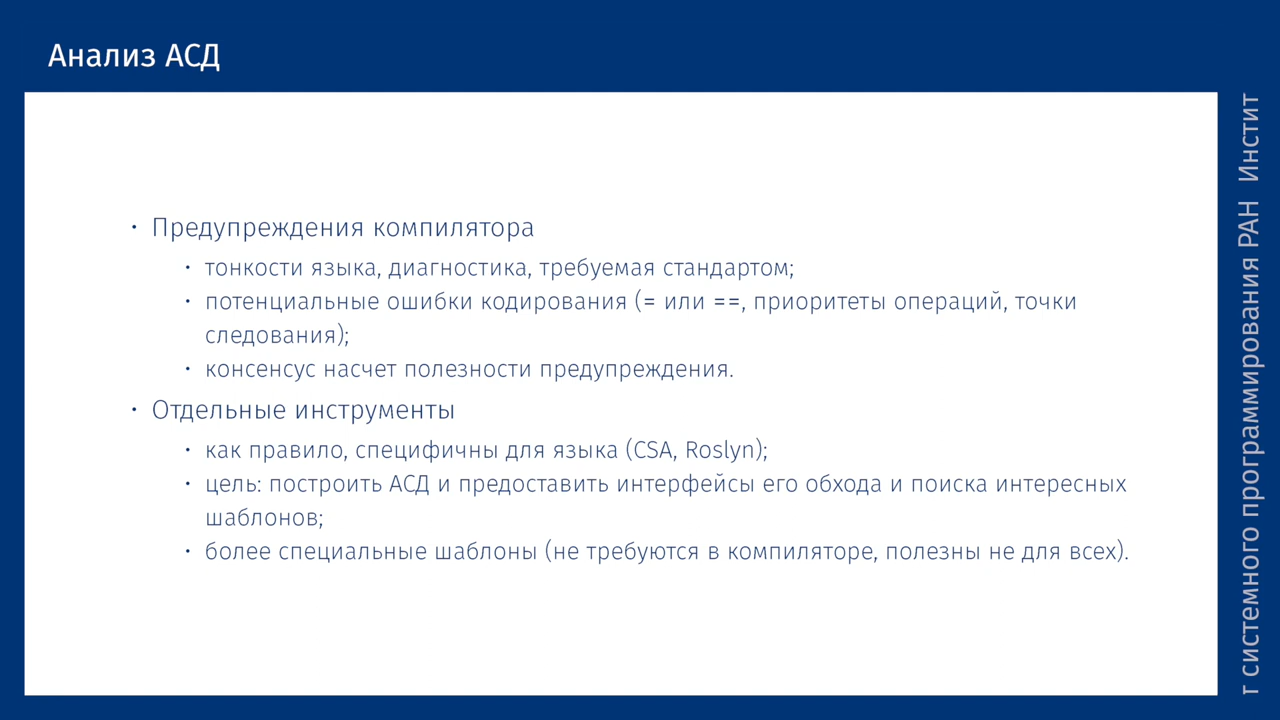 Анализ АСД
• Предупреждения компилятора
• тонкости языка, диагностика, требуемая стандартом;
• потенциальные ошибки кодирования (= или ==, приоритеты операций, точки
следования);
• консенсус насчет полезности предупреждения.
• Отдельные инструменты
• как правило, специфичны для языка (CSA, Roslyn);
• цель: построить АСД и предоставить интерфейсы его обхода и поиска интересных
шаблонов;
• более специальные шаблоны (не требуются в компиляторе, полезны не для всех).
т системного программирования РАН Инстит